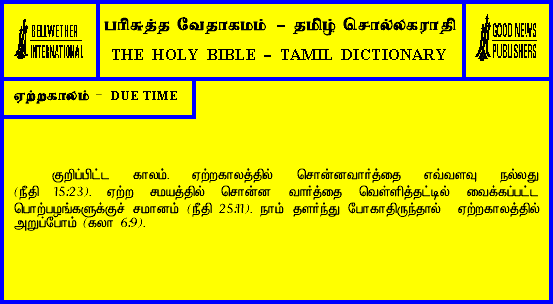 BELLWETHER
INTERNATIONAL
பரிசுத்த வேதாகமம் - தமிழ் சொல்லகராதி
THE HOLY BIBLE - TAMIL DICTIONARY
GOOD NEWS
PUBLISHERS
ஏற்றகாலம் - DUE TIME
குறிப்பிட்ட காலம். ஏற்றகாலத்தில் சொன்னவார்த்தை எவ்வளவு நல்லது
(நீதி 15:23). ஏற்ற சமயத்தில் சொன்ன வார்த்தை வெள்ளித்தட்டில் வைக்கப்பட்ட
பொற்பழங்களுக்குச் சமானம் (நீதி 25:11). நாம் தளர்ந்து போகாதிருந்தால் ஏற்றகாலத்தில்
அறுப்போம் (கலா 6:9).